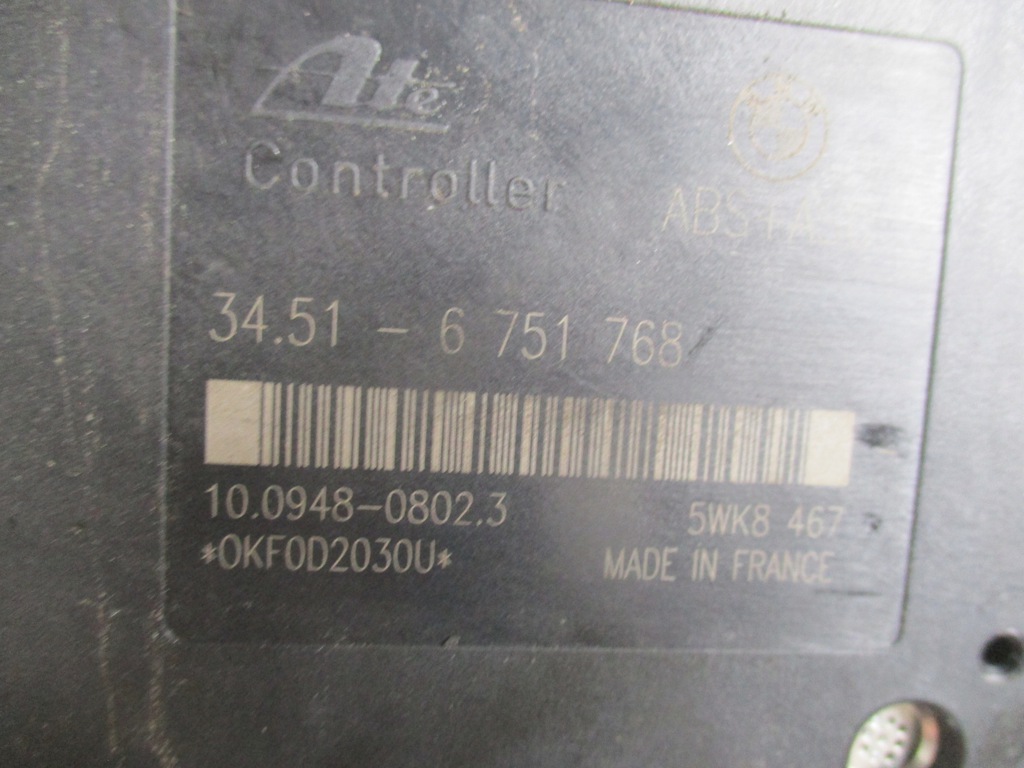 Ate
Controller
34.51 - 6 751 768
10.0948-0802.3
5WK8 467
*0KF0D2030U*
MADE IN FRANCE